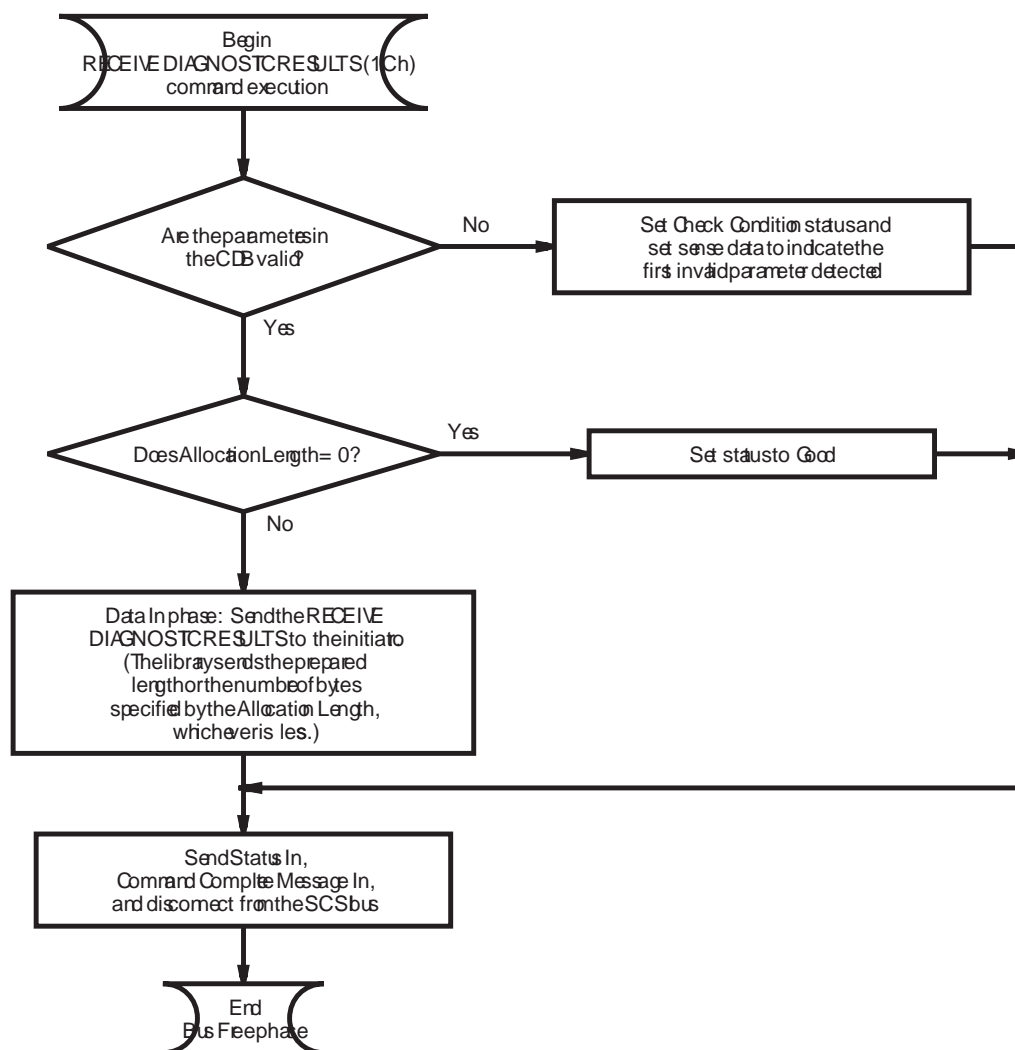 Begin
RECEIVE DIAGNOSTIC RESULTS (1Ch)
command execution
Are the parameters in
the CDB valid?
No
Set Check Condition status and
set sense data to indicate the
first invalid parameter detected
Yes
Does Allocation Length = 0?
Yes
Set status to Good
No
Data In phase: Send the RECEIVE
DIAGNOSTIC RESULTS to the initiator
(The library sends the prepared
length or the number of bytes
specified by the Allocation Length,
whichever is less.)
Send Status In,
Command Complete Message In,
and disconnect from the SCSI bus
End
Bus Free phase